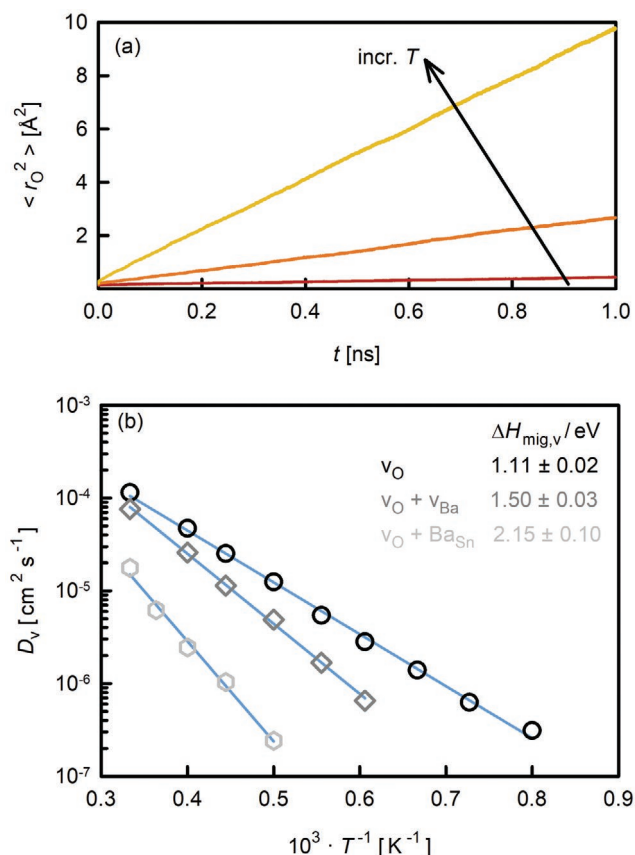 (a)
incr. T
10
8
6
4
2
< r_O^2 > [Å^2]
0.0 0.2 0.4 0.6 0.8 1.0
t [ns]
(b)
ΔH_mig,v / eV
v_O 1.11 ± 0.02
v_O + v_Ba 1.50 ± 0.03
v_O + Ba_Sn 2.15 ± 0.10
10^-3
10^-4
10^-5
10^-6
10^-7
D_v [ cm^2 s^-1 ]
0.3 0.4 0.5 0.6 0.7 0.8 0.9
10^3 · T^-1 [ K^-1 ]